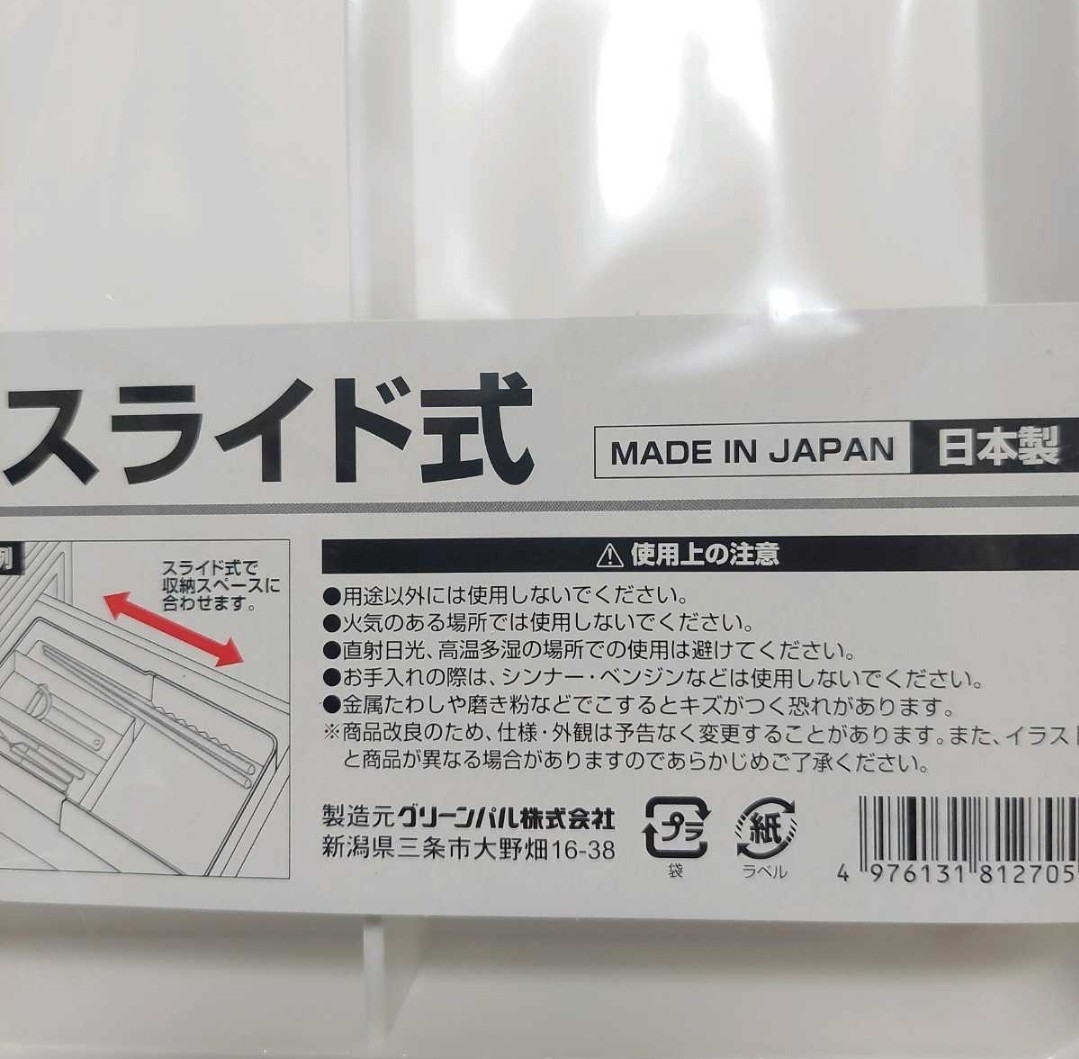 スライド式
MADE IN JAPAN 日本製
例
スライド式で
収納スペースに
合わせます。
⚠使用上の注意
●用途以外には使用しないでください。
●火気のある場所では使用しないでください。
●直射日光、高温多湿の場所での使用は避けてください。
●お手入れの際は、シンナー・ベンジンなどは使用しないでください。
●金属たわしや磨き粉などでこするとキズがつく恐れがあります。
※商品改良のため、仕様・外観は予告なく変更することがあります。また、イラスト
と商品が異なる場合がありますのであらかじめご了承ください。
製造元グリーンパル株式会社
新潟県三条市大野畑16-38
プラ
袋
紙
ラベル
4 976131 812705